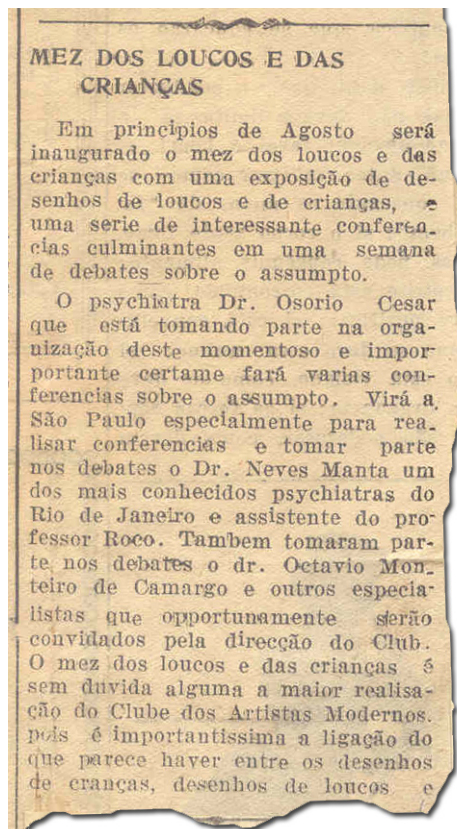 MEZ DOS LOUCOS E DAS
CRIANÇAS
Em principios de Agosto será
inaugurado o mez dos loucos e das
crianças com uma exposição de de-
senhos de loucos e de crianças, e
uma serie de interessante conferen-
cias culminantes em uma semana
de debates sobre o assumpto.
O psychiatra Dr. Osorio Cesar
que está tomando parte na orga-
nização deste momentoso e impor-
portante certame fará varias con-
ferencias sobre o assumpto. Virá a
São Paulo especialmente para rea-
lisar conferencias e tomar parte
nos debates o Dr. Neves Manta um
dos mais conhecidos psychiatras do
Rio de Janeiro e assistente do pro-
fessor Roco. Tambem tomaram par-
te nos debates o dr. Octavio Mon-
teiro de Camargo e outros especia-
listas que opportunamente serão
convidados pela direcção do Club.
O mez dos loucos e das crianças é
sem duvida alguma a maior realisa-
ção do Clube dos Artistas Modernos.
pois é importantissima a ligação do
que parece haver entre os desenhos
de cranças, desenhos de loucos e